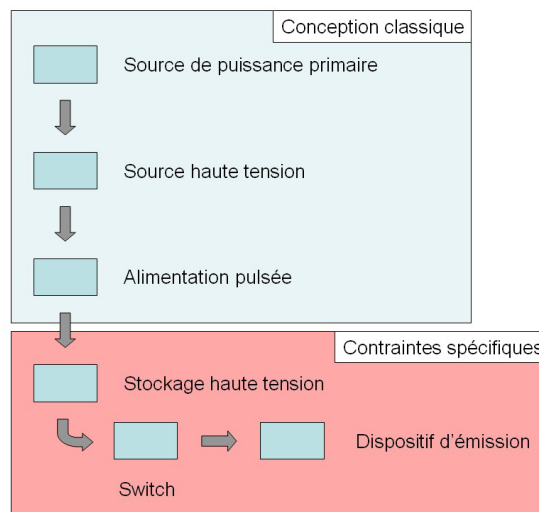 Conception classique
Source de puissance primaire
Source haute tension
Alimentation pulsée
Contraintes spécifiques
Stockage haute tension
Dispositif d'émission
Switch